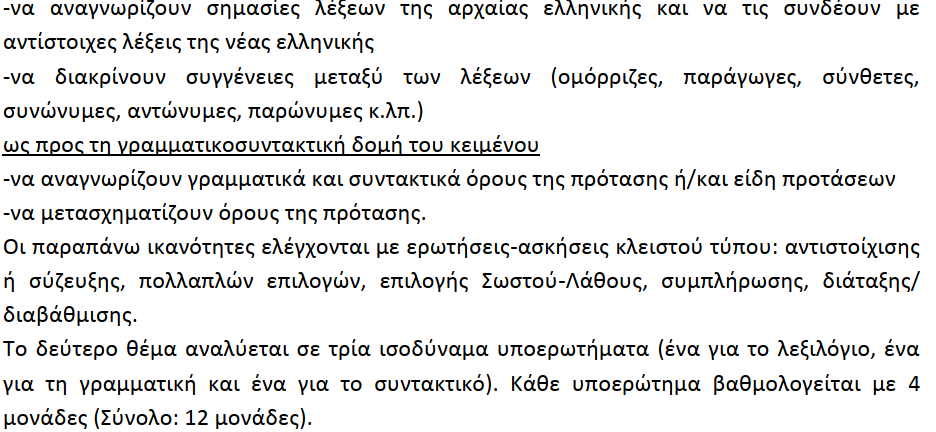 -να αναγνωρίζουν σημασίες λέξεων της αρχαίας ελληνικής και να τις συνδέουν με
αντίστοιχες λέξεις της νέας ελληνικής
-να διακρίνουν συγγένειες μεταξύ των λέξεων (ομόρριζες, παράγωγες, σύνθετες,
συνώνυμες, αντώνυμες, παρώνυμες κ.λπ.)
ως προς τη γραμματικοσυντακτική δομή του κειμένου
-να αναγνωρίζουν γραμματικά και συντακτικά όρους της πρότασης ή/και είδη προτάσεων
-να μετασχηματίζουν όρους της πρότασης.
Οι παραπάνω ικανότητες ελέγχονται με ερωτήσεις-ασκήσεις κλειστού τύπου: αντιστοίχισης
ή σύζευξης, πολλαπλών επιλογών, επιλογής Σωστού-Λάθους, συμπλήρωσης, διάταξης/
διαβάθμισης.
Το δεύτερο θέμα αναλύεται σε τρία ισοδύναμα υποερωτήματα (ένα για το λεξιλόγιο, ένα
για τη γραμματική και ένα για το συντακτικό). Κάθε υποερώτημα βαθμολογείται με 4
μονάδες (Σύνολο: 12 μονάδες).